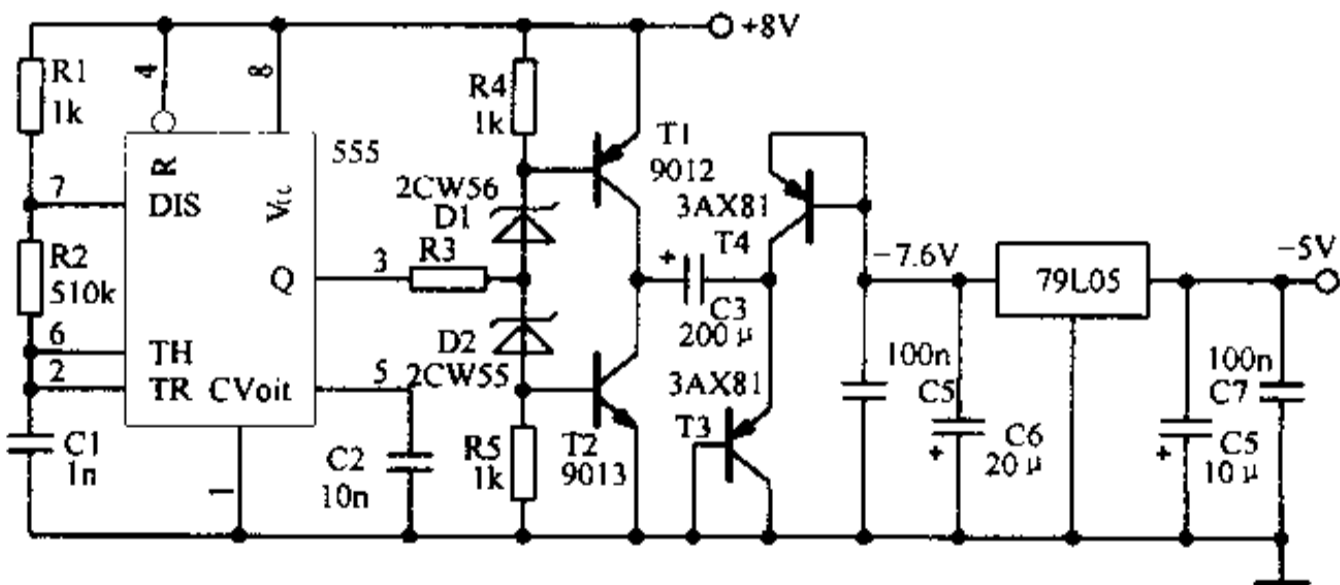 +8V
R1
1k
4
8
R4
1k
T1
9012
555
R
7
DIS
Vcc
2CW56
D1
3AX81
T4
R2
510k
3
R3
Q
-7.6V
-5V
79L05
C3
200μ
6
TH
D2
2CW55
2
TR
CVoit
5
3AX81
100n
C5
100n
C7
C1
1n
1
C2
10n
R5
1k
T2
9013
T3
C6
20μ
C5
10μ
+
+
+